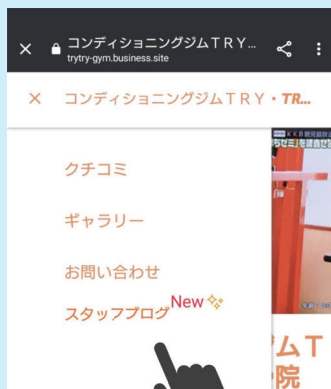 コンディショニングジムTRY...
trytry-gym.business.site
コンディショニングジムTRY・TR...
クチコミ
ギャラリー
お問い合わせ
スタッフブログ New
ムT
院